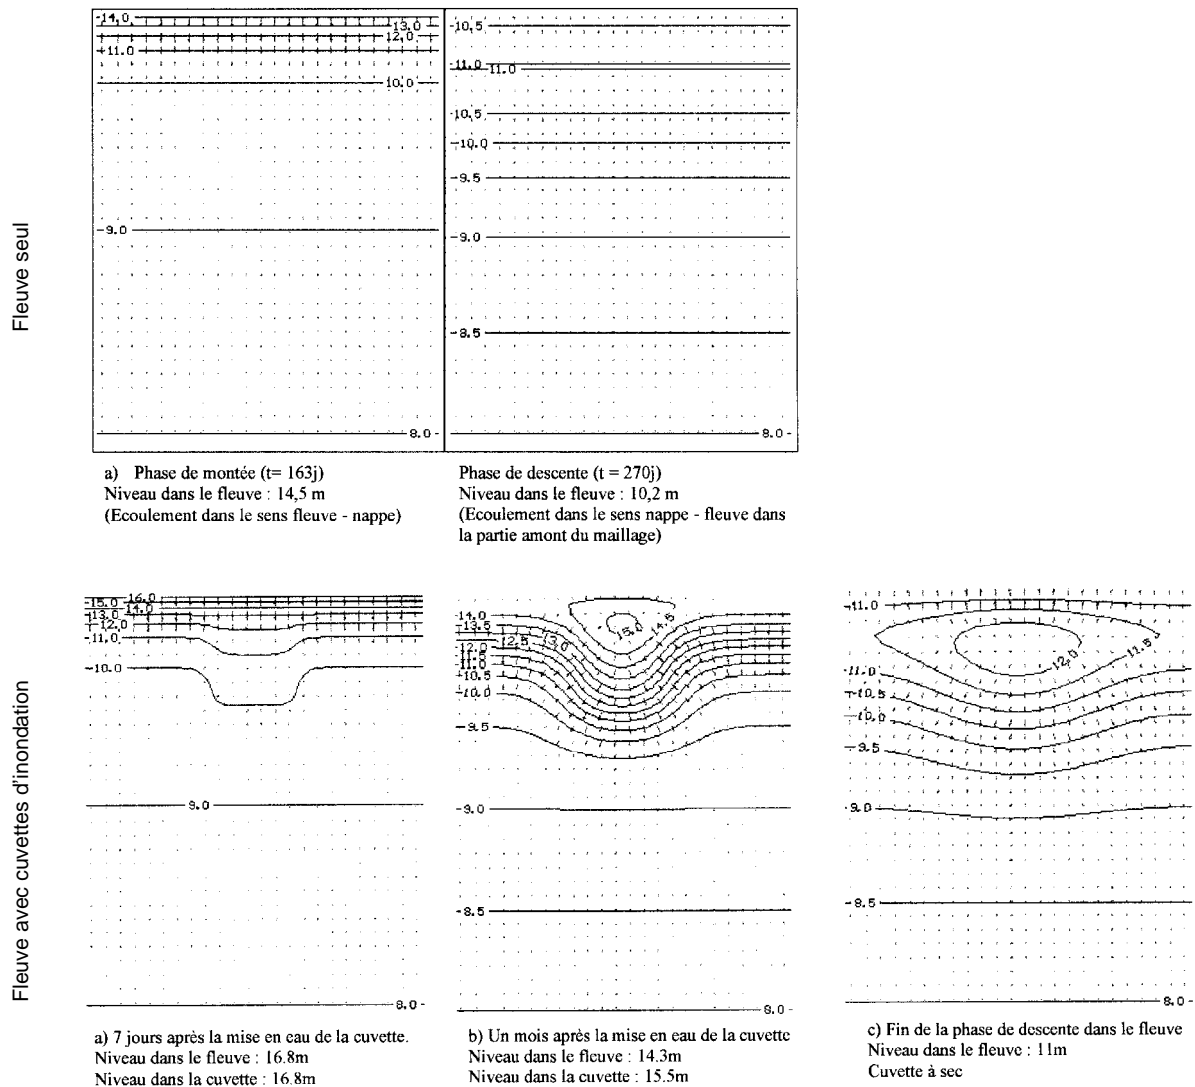 Fleuve seul
-14.0
-13.0
12.0
-11.0
10.0
-9.0
8.0-
-10.5
-11.0
-11.0
-10.5
-10.0
-9.5
-9.0
-8.5
8.0-
a) Phase de montée (t= 163j)
Niveau dans le fleuve : 14,5 m
(Ecoulement dans le sens fleuve - nappe)
Phase de descente (t = 270j)
Niveau dans le fleuve : 10,2 m
(Ecoulement dans le sens nappe - fleuve dans
la partie amont du maillage)
Fleuve avec cuvettes d'inondation
16.0
-15.0
14.0
-13.0
-12.0
-11.0
-10.0
9.0
8.0-
-14.0
-13.5
12.5
13.0
15.0
14.5
12.0
11.5
11.0
-10.5
-10.0
-9.5
-9.0
-8.5
8.0-
-11.0
12.0
11.5
-11.0
-10.5
-10.0
-9.5
-9.0
-8.5
8.0-
a) 7 jours après la mise en eau de la cuvette.
Niveau dans le fleuve : 16.8m
Niveau dans la cuvette : 16.8m
b) Un mois après la mise en eau de la cuvette
Niveau dans le fleuve : 14.3m
Niveau dans la cuvette : 15.5m
c) Fin de la phase de descente dans le fleuve
Niveau dans le fleuve : 11m
Cuvette à sec